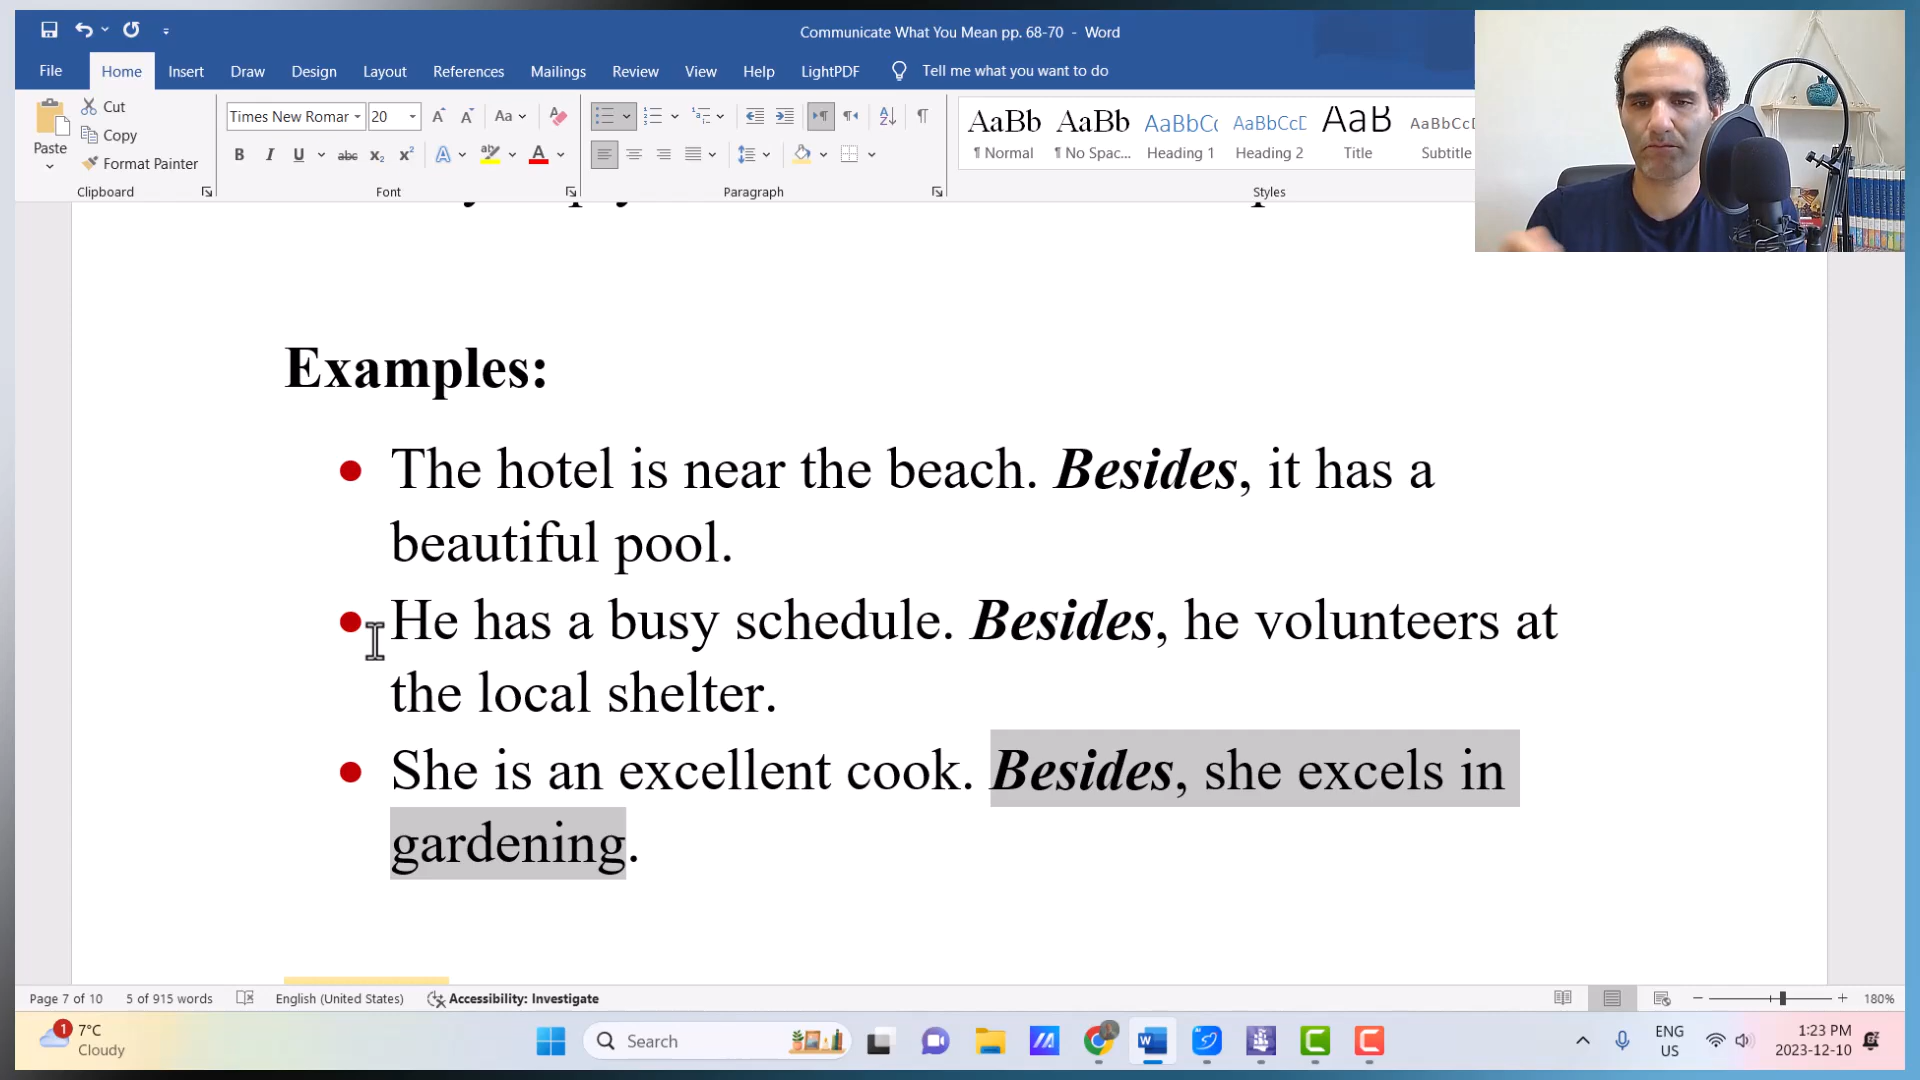 Communicate What You Mean pp. 68-70 - Word
File Home Insert Draw Design Layout References Mailings Review View Help LightPDF Tell me what you want to do
Paste
Cut
Copy
Format Painter
Clipboard
Times New Romar 20
Font
Paragraph
AaBb AaBb AaBbCc AaBbCcD AaB AaBbCcD
¶ Normal ¶ No Spac... Heading 1 Heading 2 Title Subtitle
Styles
Examples:
The hotel is near the beach. Besides, it has a
beautiful pool.
He has a busy schedule. Besides, he volunteers at
the local shelter.
She is an excellent cook. Besides, she excels in
gardening.
Page 7 of 10 5 of 915 words English (United States) Accessibility: Investigate 180%
1 7°C
Cloudy
Search
ENG
US
1:23 PM
2023-12-10